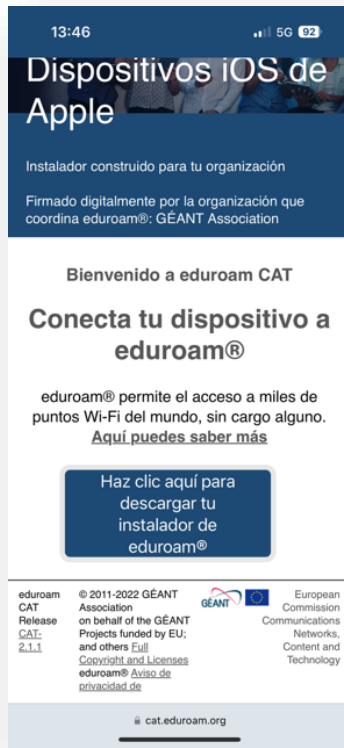 13:46
5G 92
Dispositivos iOS de
Apple
Instalador construido para tu organización
Firmado digitalmente por la organización que
coordina eduroam®: GÉANT Association
Bienvenido a eduroam CAT
Conecta tu dispositivo a
eduroam®
eduroam® permite el acceso a miles de
puntos Wi-Fi del mundo, sin cargo alguno.
Aquí puedes saber más
Haz clic aquí para
descargar tu
instalador de
eduroam®
eduroam
CAT
Release
CAT-
2.1.1
© 2011-2022 GÉANT
Association
on behalf of the GÉANT
Projects funded by EU;
and others Full
Copyright and Licenses
eduroam® Aviso de
privacidad de
GÉANT
European
Commission
Communications
Networks,
Content and
Technology
cat.eduroam.org